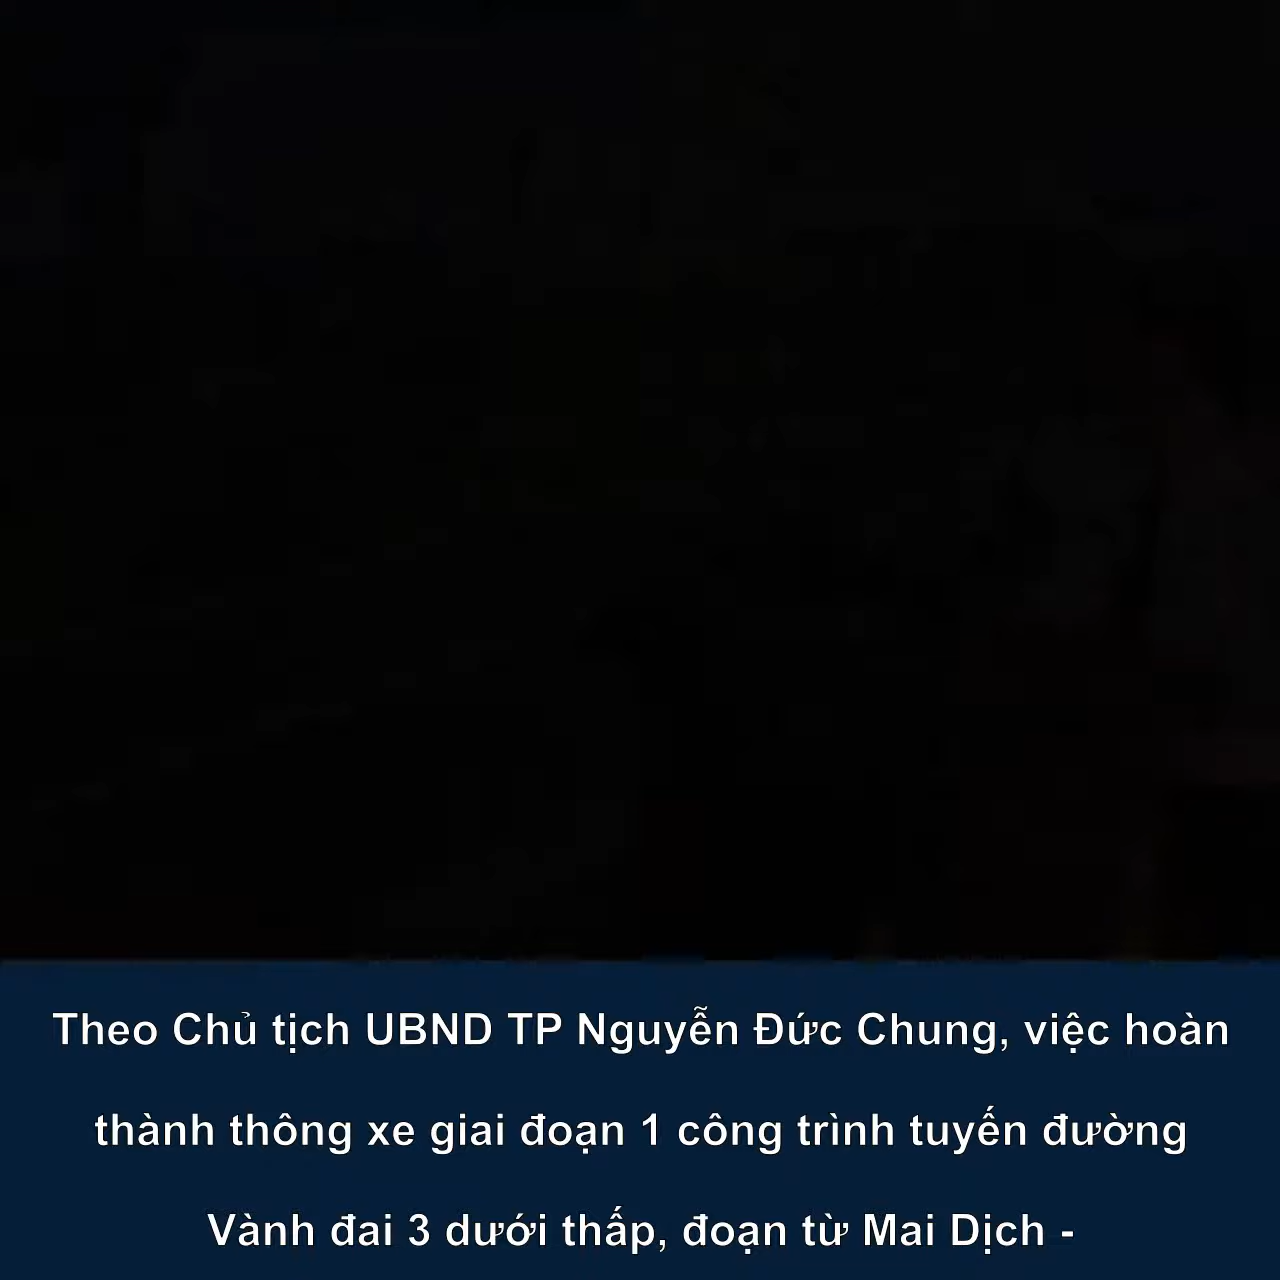 Theo Chủ tịch UBND TP Nguyễn Đức Chung, việc hoàn
thành thông xe giai đoạn 1 công trình tuyến đường
Vành đai 3 dưới thấp, đoạn từ Mai Dịch -